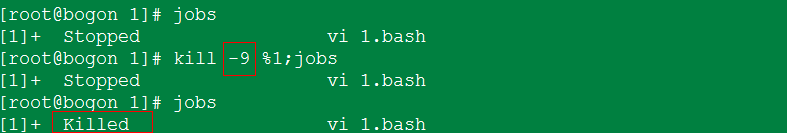 [root@bogon 1]# jobs
[1]+  Stopped                 vi 1.bash
[root@bogon 1]# kill -9 %1;jobs
[1]+  Stopped                 vi 1.bash
[root@bogon 1]# jobs
[1]+  Killed                  vi 1.bash